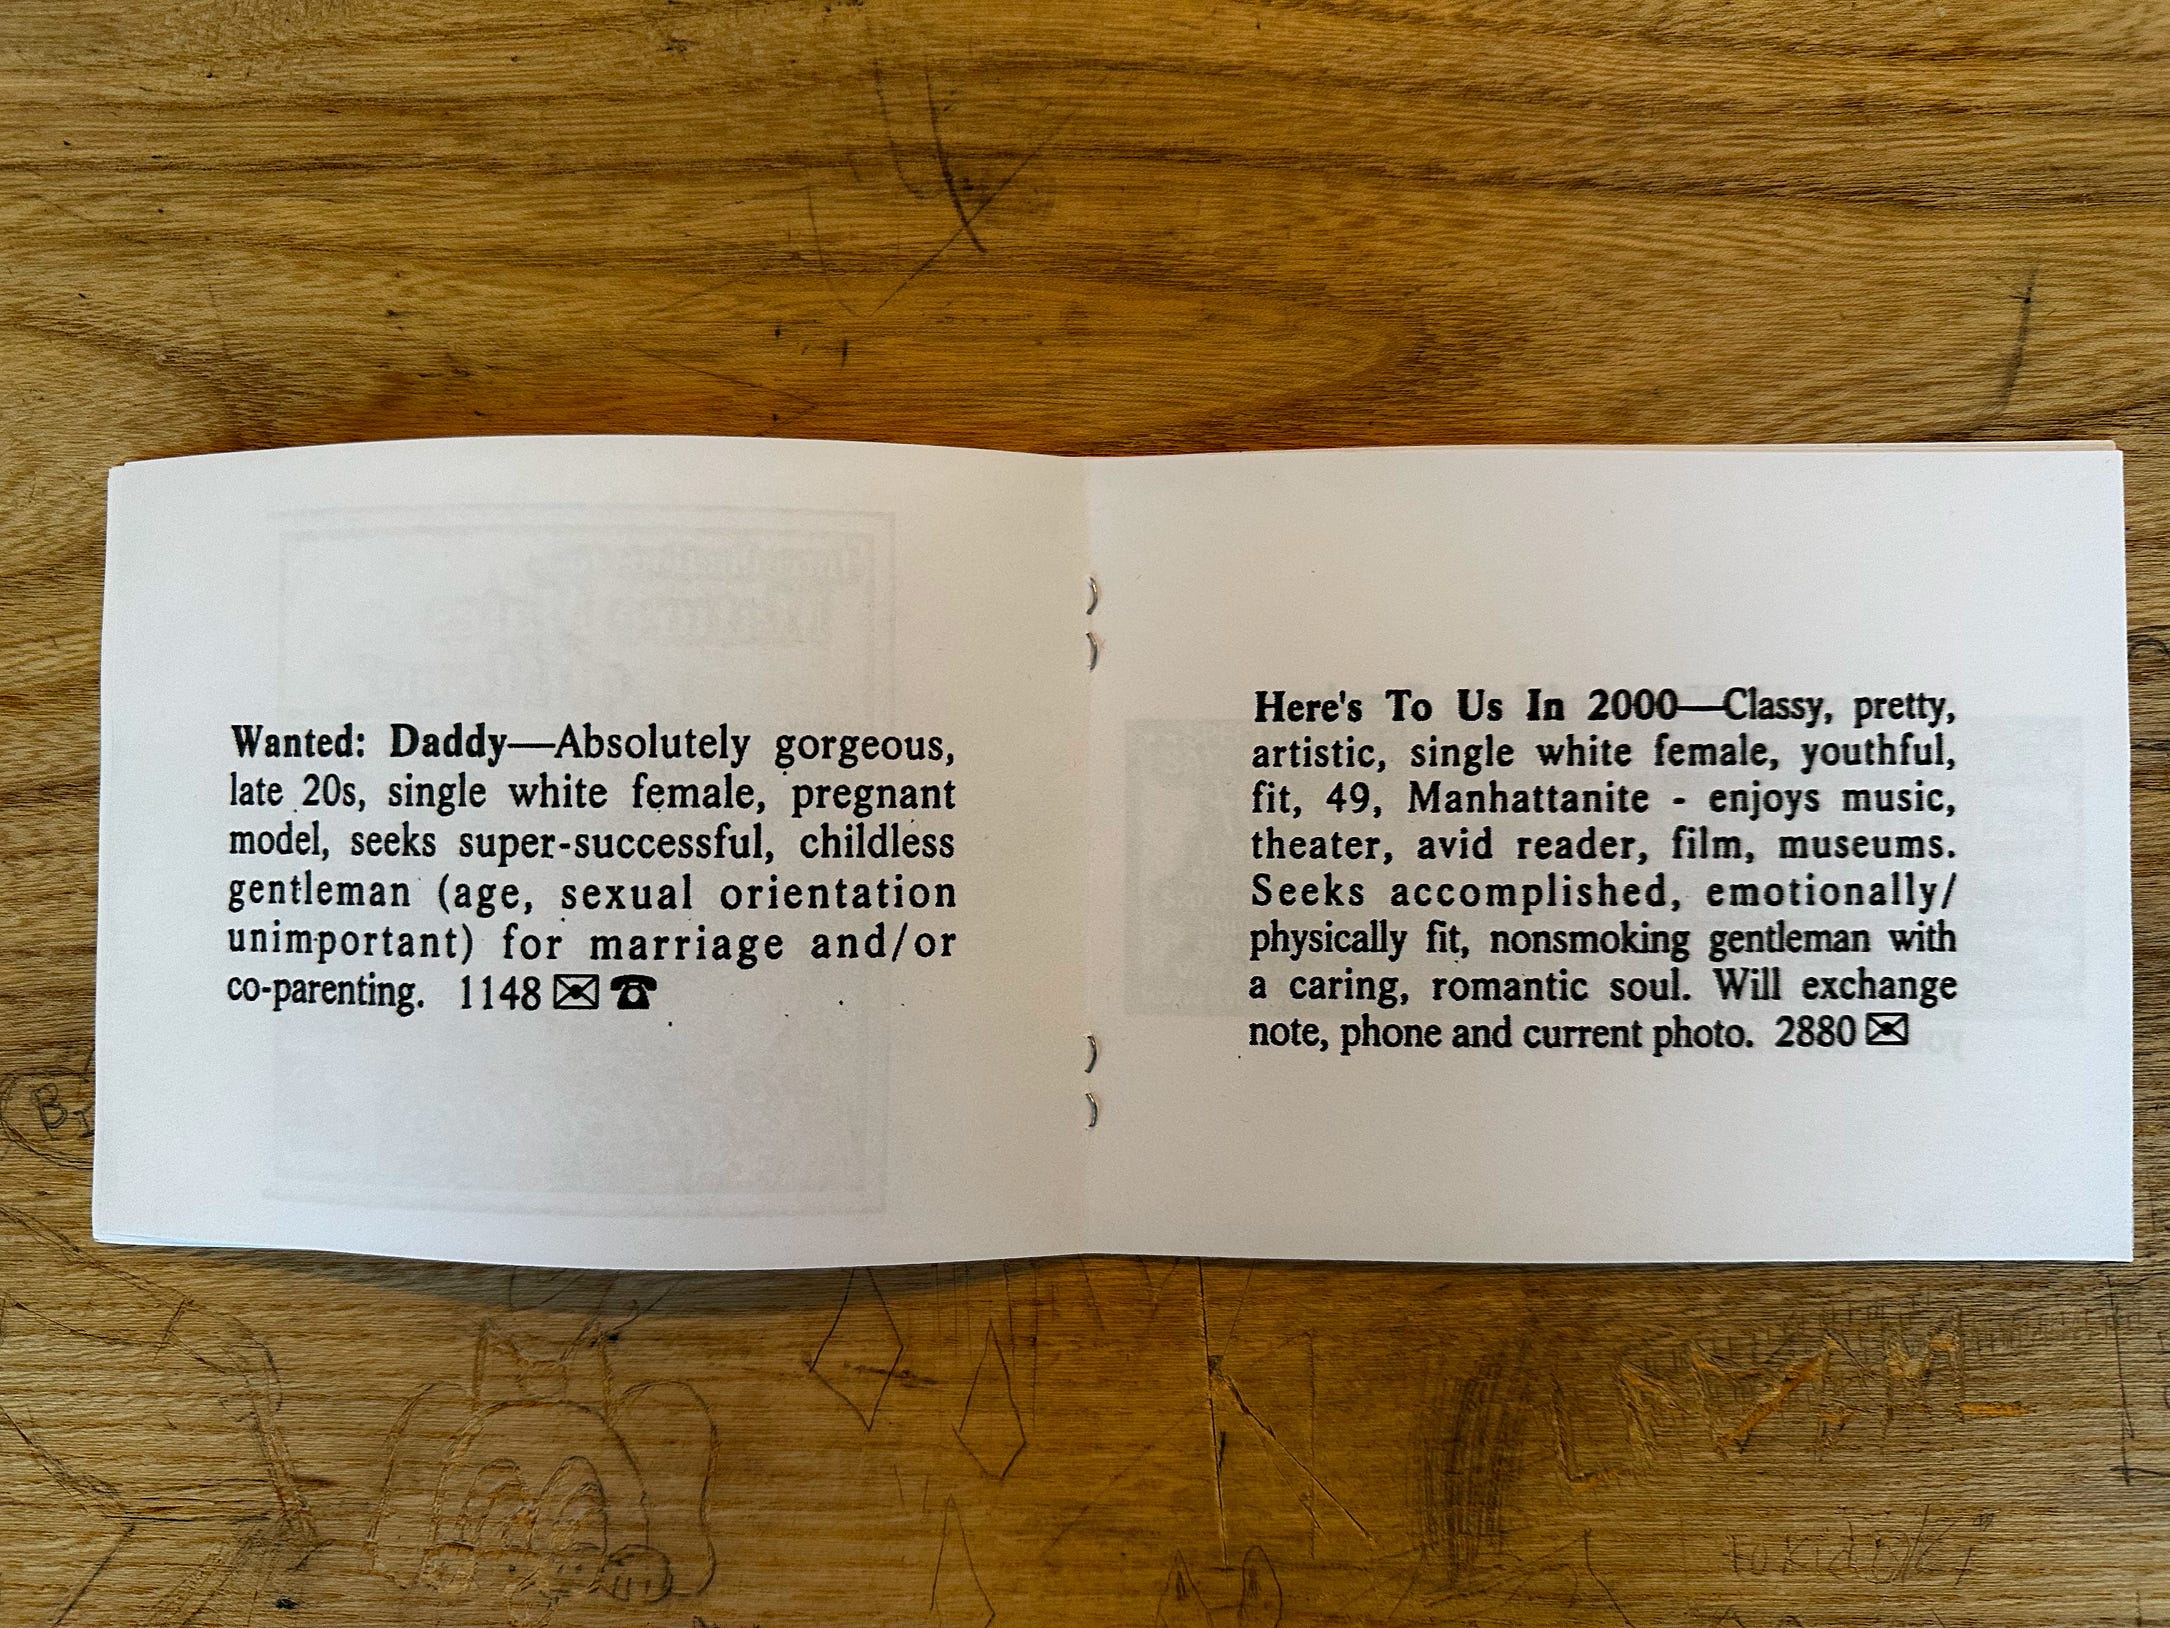 Wanted: Daddy—Absolutely gorgeous,
late 20s, single white female, pregnant
model, seeks super-successful, childless
gentleman (age, sexual orientation
unimportant) for marriage and/or
co-parenting. 1148 ✉ ☎
Here's To Us In 2000—Classy, pretty,
artistic, single white female, youthful,
fit, 49, Manhattanite - enjoys music,
theater, avid reader, film, museums.
Seeks accomplished, emotionally/
physically fit, nonsmoking gentleman with
a caring, romantic soul. Will exchange
note, phone and current photo. 2880 ✉